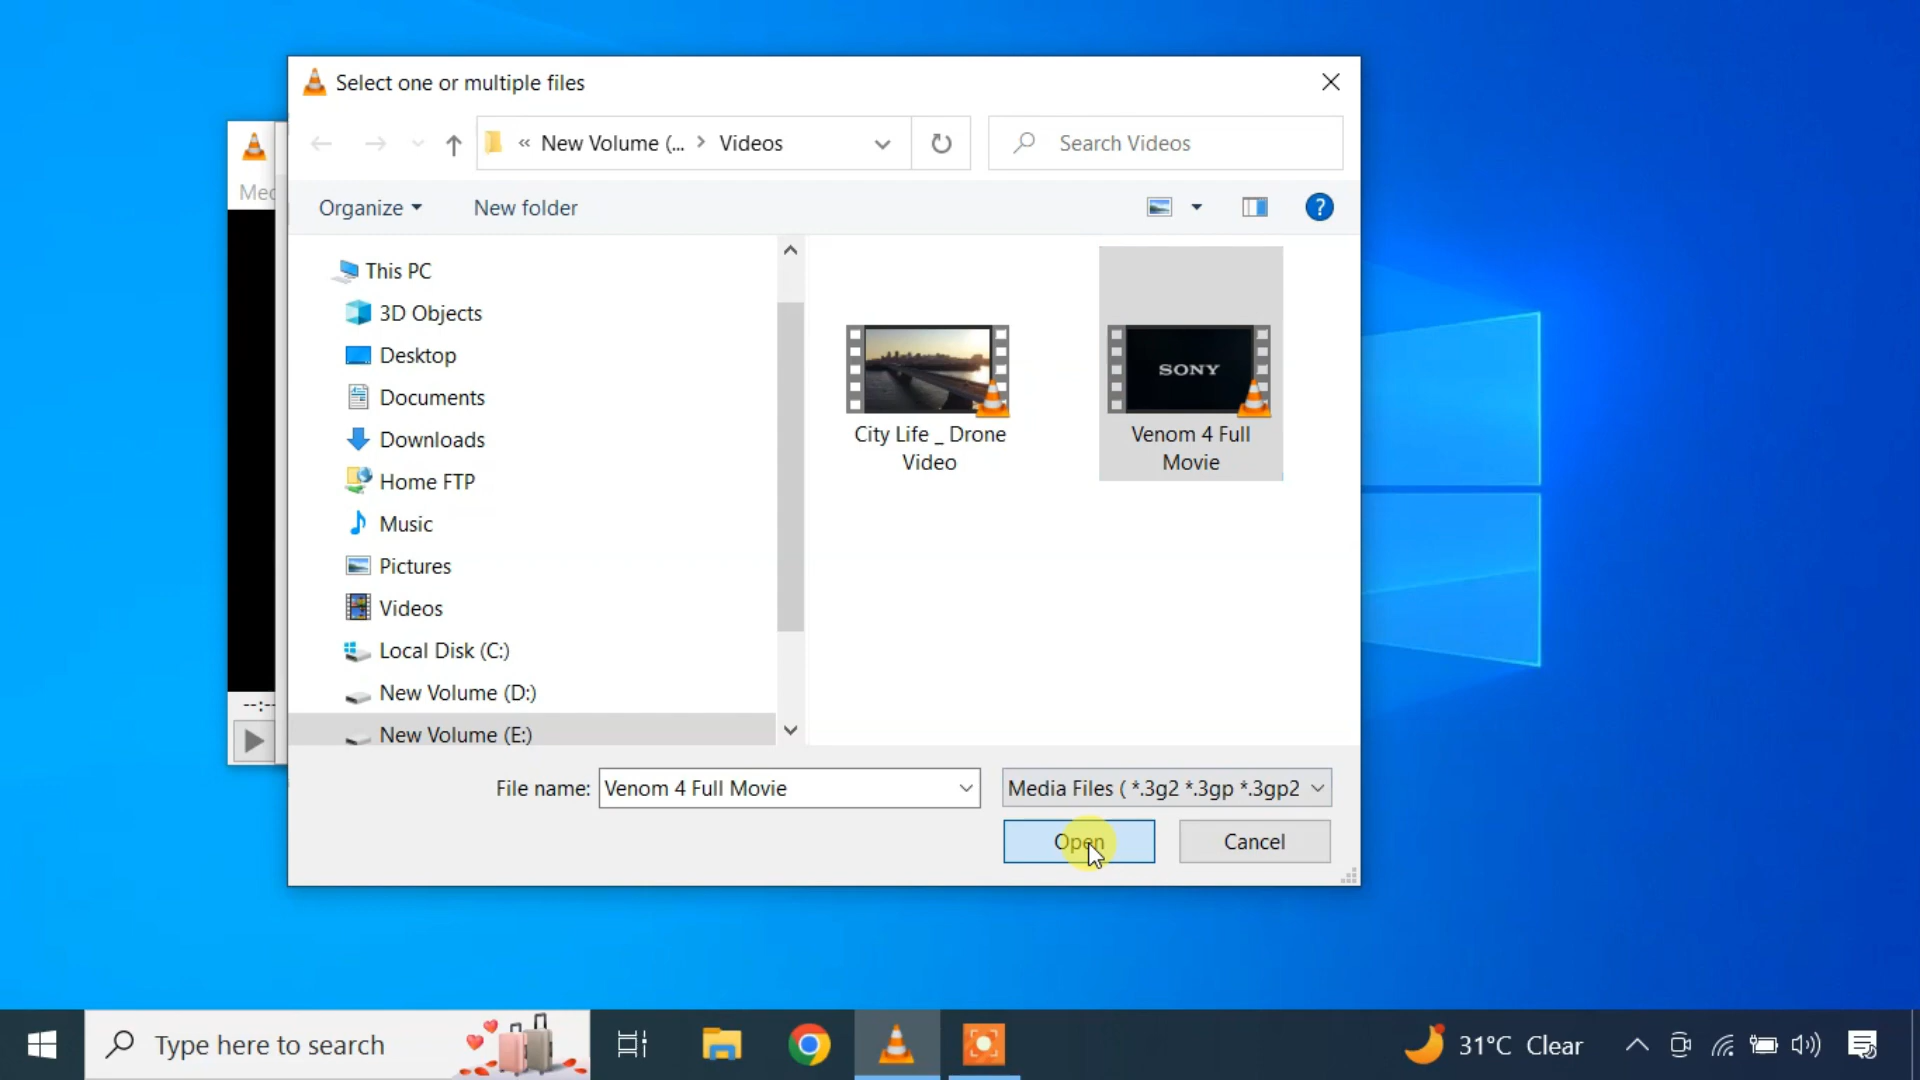 Select one or multiple files
« New Volume (... > Videos
Search Videos
Med
Organize
New folder
?
This PC
3D Objects
Desktop
Documents
Downloads
Home FTP
Music
Pictures
Videos
Local Disk (C:)
New Volume (D:)
New Volume (E:)
SONY
City Life _ Drone
Video
Venom 4 Full
Movie
--:--
File name:
Venom 4 Full Movie
Media Files ( *.3g2 *.3gp *.3gp2
Open
Cancel
Type here to search
31°C Clear